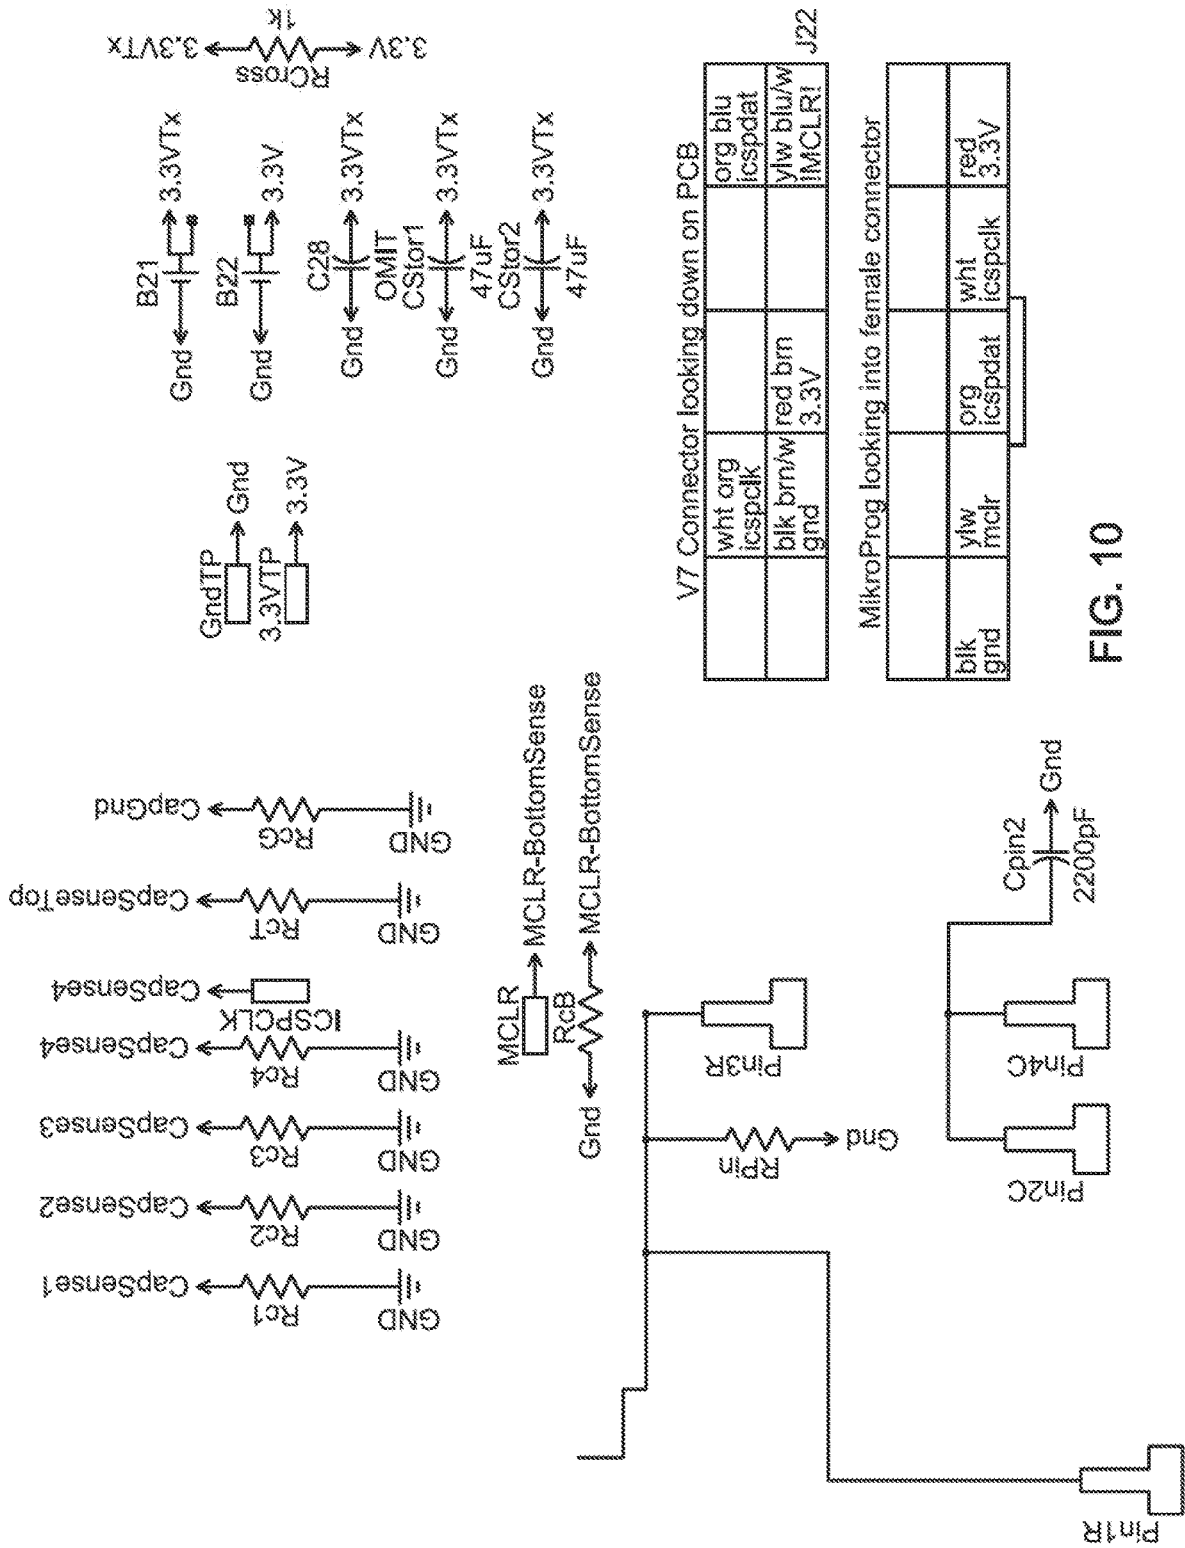 CapSense1
Rc1
GND
CapSense2
Rc2
GND
CapSense3
Rc3
GND
CapSense4
Rc4
GND
CapSense4
ICSPCLK
CapSenseTop
RcT
GND
CapGnd
RcG
GND
GndTP
Gnd
3.3VTP
3.3V
B21
Gnd
3.3VTx
B22
Gnd
3.3V
C28
Gnd
3.3VTx
OMIT
CStor1
Gnd
3.3VTx
47uF
CStor2
Gnd
3.3VTx
47uF
3.3VTx
RCross
1k
3.3V
MCLR
MCLR-BottomSense
RcB
Gnd
MCLR-BottomSense
Pin1R
RPin
Gnd
Pin3R
Pin2C
Pin4C
Cpin2
Gnd
2200pF
V7 Connector looking down on PCB
wht org
icspclk
org blu
icspdat
blk brn/w
gnd
red brn
3.3V
ylw blu/w
!MCLR!
J22
MikroProg looking into female connector
blk
gnd
ylw
mclr
org
icspdat
wht
icspclk
red
3.3V
FIG. 10